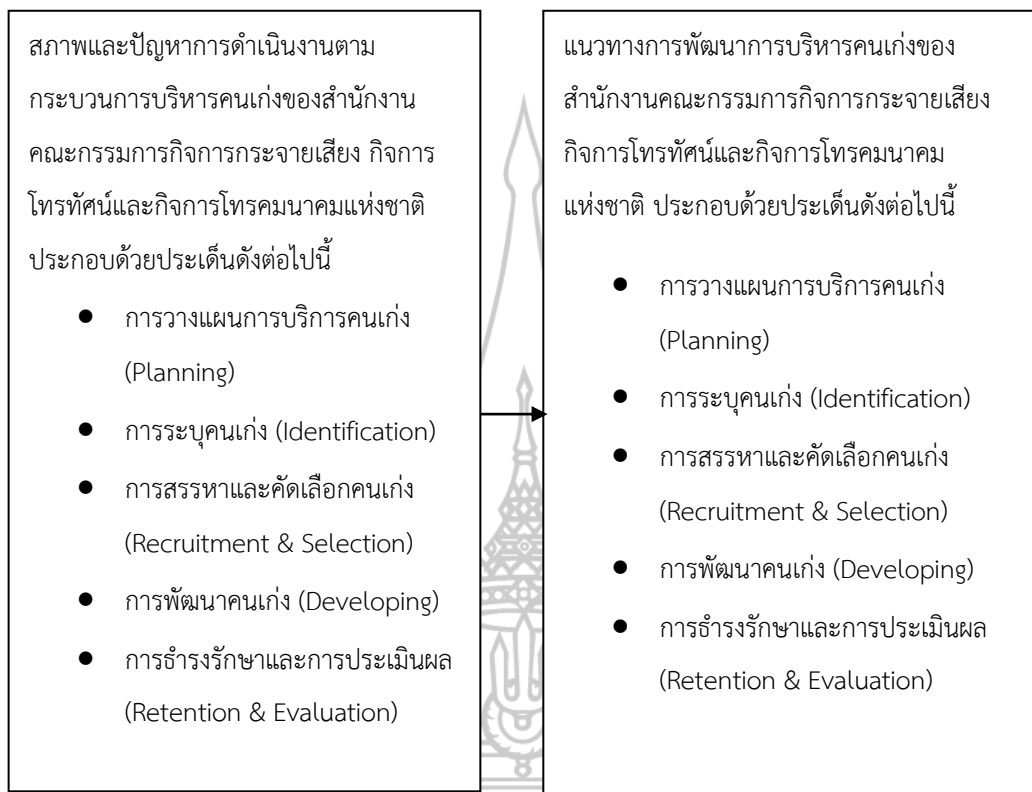 สภาพและปัญหาการดำเนินงานตาม
กระบวนการบริหารคนเก่งของสำนักงาน
คณะกรรมการกิจการกระจายเสียง กิจการ
โทรทัศน์และกิจการโทรคมนาคมแห่งชาติ
ประกอบด้วยประเด็นดังต่อไปนี้
● การวางแผนการบริการคนเก่ง
(Planning)
● การระบุคนเก่ง (Identification)
● การสรรหาและคัดเลือกคนเก่ง
(Recruitment & Selection)
● การพัฒนาคนเก่ง (Developing)
● การธำรงรักษาและการประเมินผล
(Retention & Evaluation)
แนวทางการพัฒนาการบริหารคนเก่งของ
สำนักงานคณะกรรมการกิจการกระจายเสียง
กิจการโทรทัศน์และกิจการโทรคมนาคม
แห่งชาติ ประกอบด้วยประเด็นดังต่อไปนี้
● การวางแผนการบริการคนเก่ง
(Planning)
● การระบุคนเก่ง (Identification)
● การสรรหาและคัดเลือกคนเก่ง
(Recruitment & Selection)
● การพัฒนาคนเก่ง (Developing)
● การธำรงรักษาและการประเมินผล
(Retention & Evaluation)